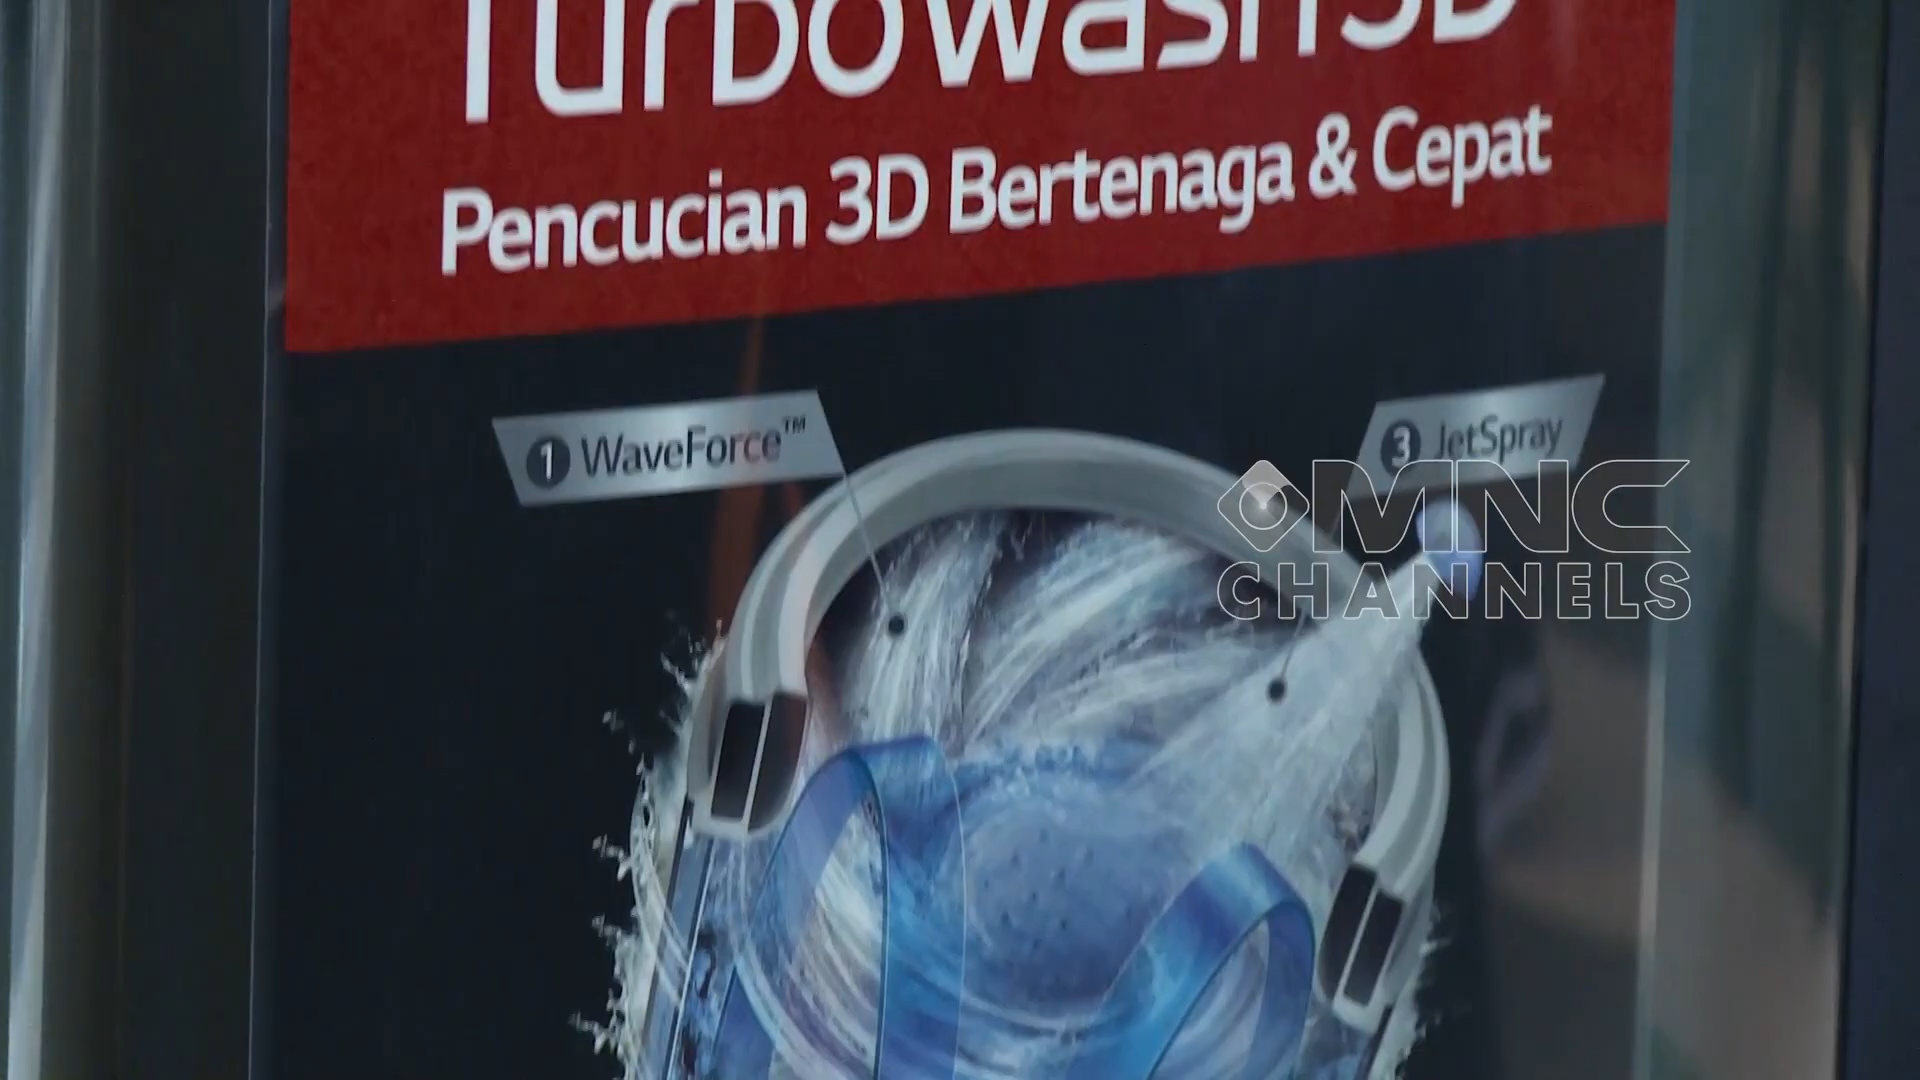 TurboWash3D
Pencucian 3D Bertenaga & Cepat
1 WaveForce™
3 JetSpray
MNC
CHANNELS